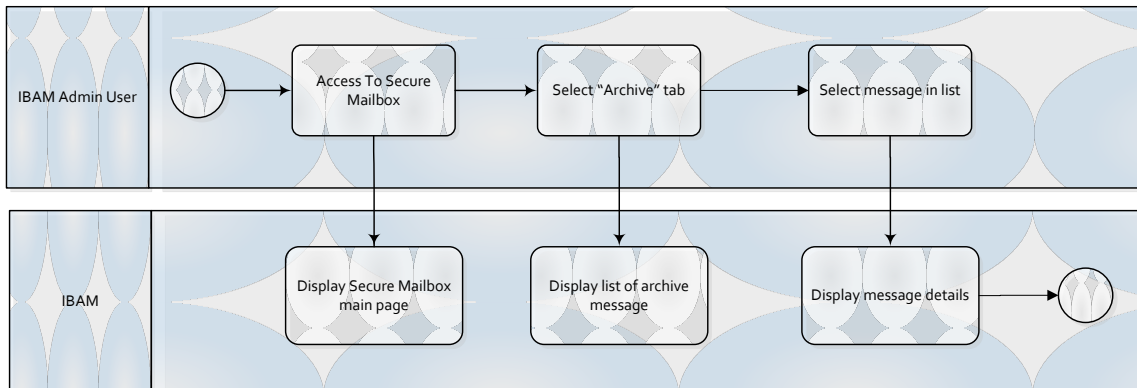 IBAM Admin User
Access To Secure
Mailbox
Select “Archive” tab
Select message in list
IBAM
Display Secure Mailbox
main page
Display list of archive
message
Display message details